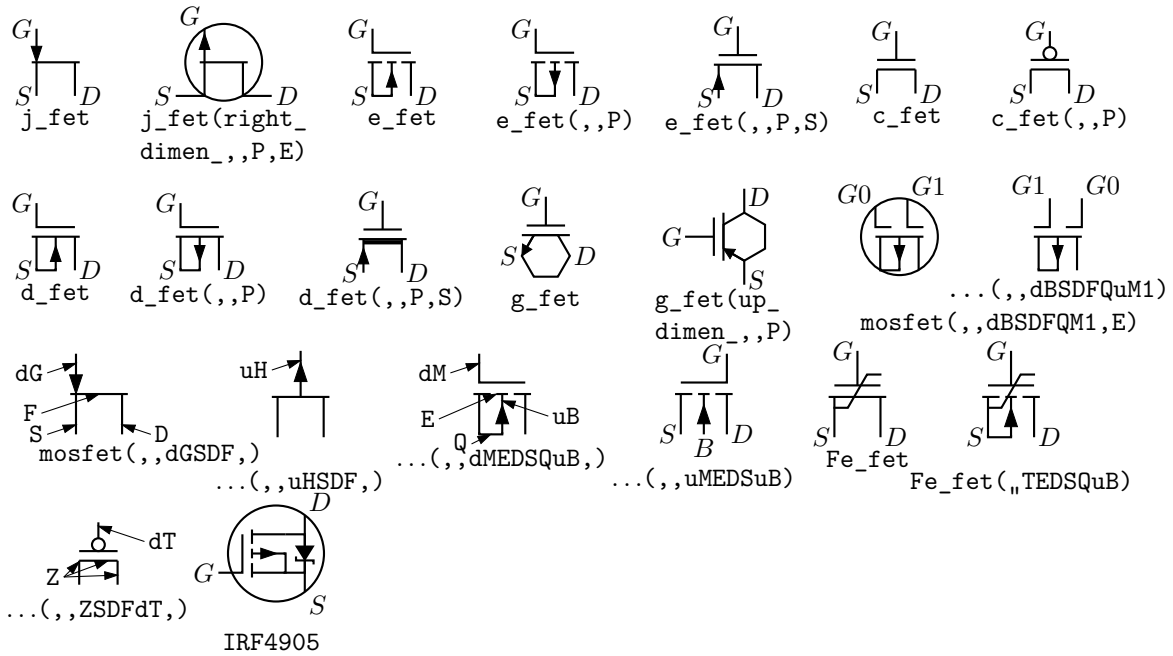 G G G G G G G
S D S D S D S D S D S D S D
j_fet j_fet(right_ e_fet e_fet(,,P) e_fet(,,P,S) c_fet c_fet(,,P)
dimen_,,P,E)
G G G G G D S G0 G1 G1 G0
S D S D S D S D
d_fet d_fet(,,P) d_fet(,,P,S) g_fet g_fet(up_ ...(,,dBSDFQuM1)
dimen_,,P) mosfet(,,dBSDFQM1,E)
dG uH dM G G G
F E uB
S D Q S B D S D S D
mosfet(,,dGSDF,) ...(,,uHSDF,) ...(,,dMEDSQuB,) ...(,,uMEDSuB) Fe_fet Fe_fet(„TEDSQuB)
dT D
Z G
...(,,ZSDFdT,) S
IRF4905